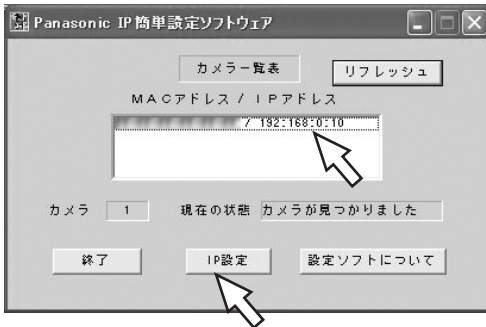 Panasonic IP簡単設定ソフトウェア
カメラ一覧表
リフレッシュ
MACアドレス / IPアドレス
/ 192:168:0:10
カメラ 1 現在の状態 カメラが見つかりました
終了 IP設定 設定ソフトについて